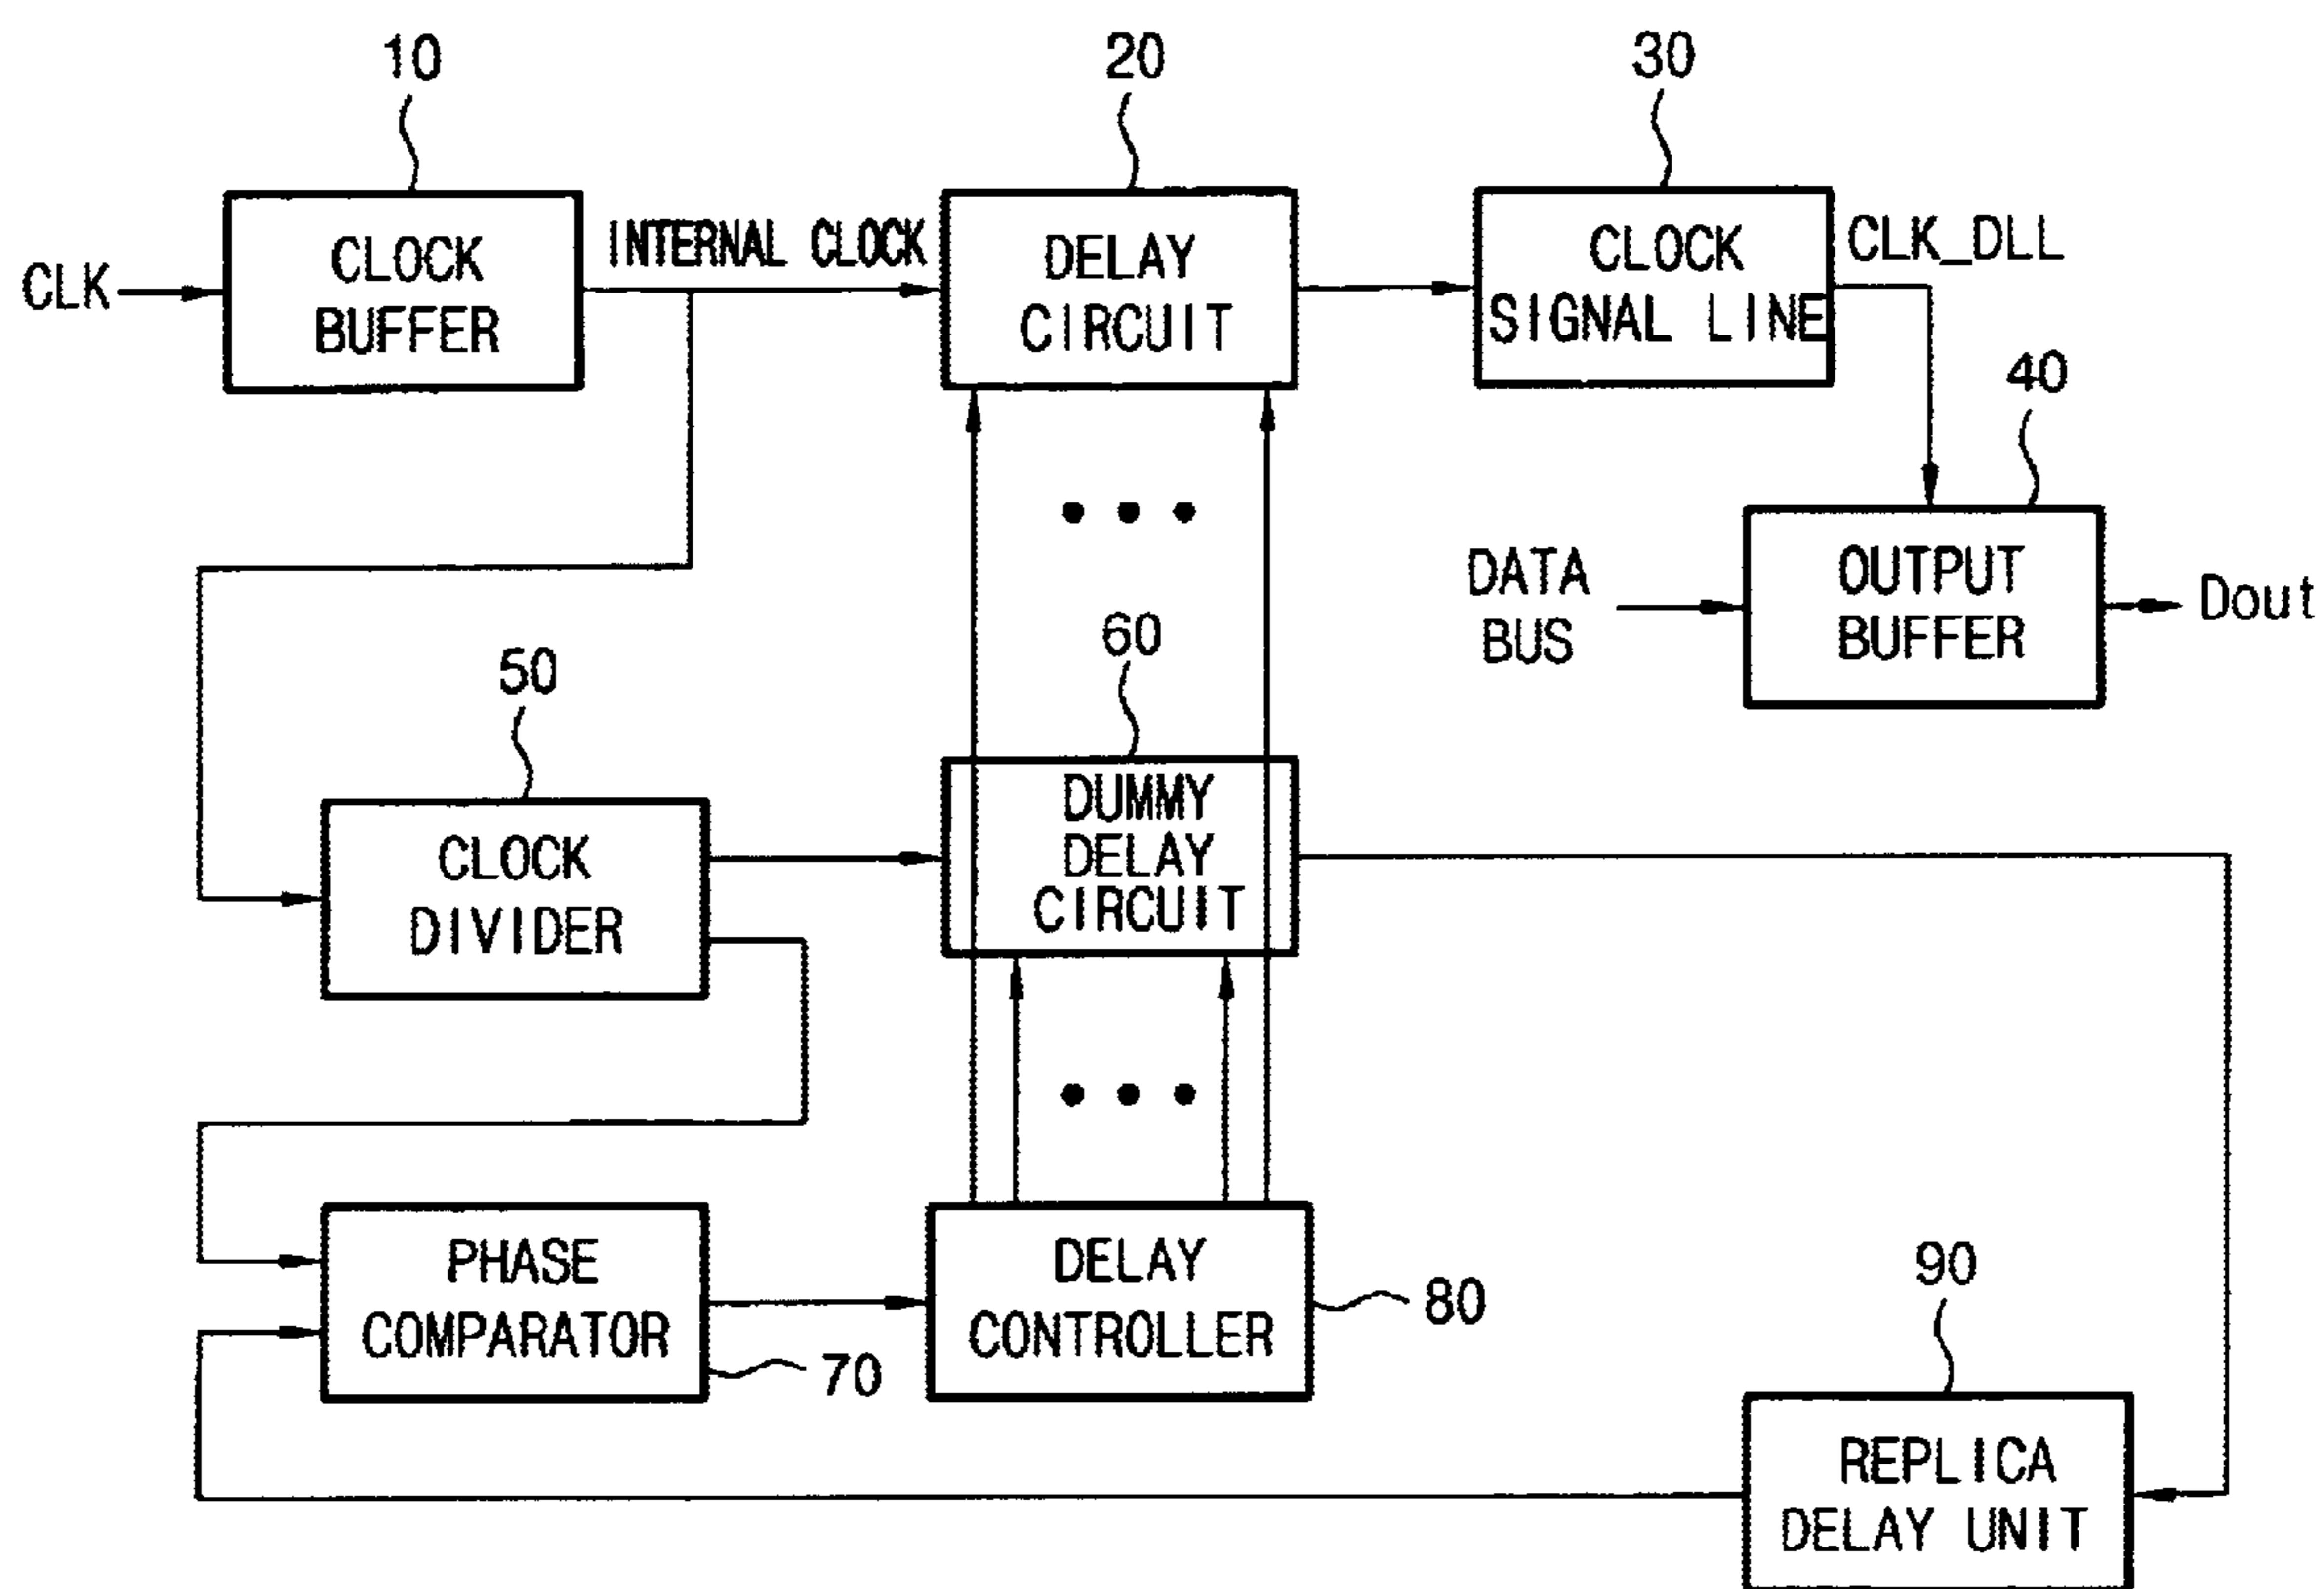 10
20
30
CLK
CLOCK
BUFFER
INTERNAL CLOCK
DELAY
CIRCUIT
CLOCK
SIGNAL LINE
CLK_DLL
40
DATA
BUS
OUTPUT
BUFFER
Dout
50
60
CLOCK
DIVIDER
DUMMY
DELAY
CIRCUIT
PHASE
COMPARATOR
70
DELAY
CONTROLLER
80
90
REPLICA
DELAY UNIT